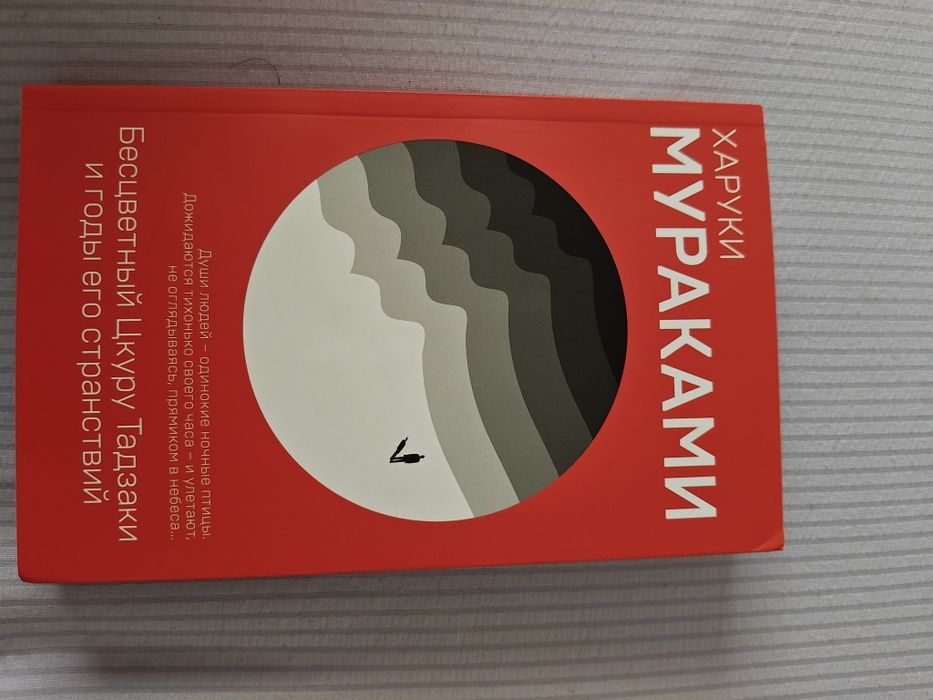 ХАРУКИ
МУРАКАМИ
Души людей – одинокие ночные птицы.
Дожидаются тихонько своего часа – и улетают,
не оглядываясь, прямиком в небеса...
Бесцветный Цкуру Тадзаки
и годы его странствий